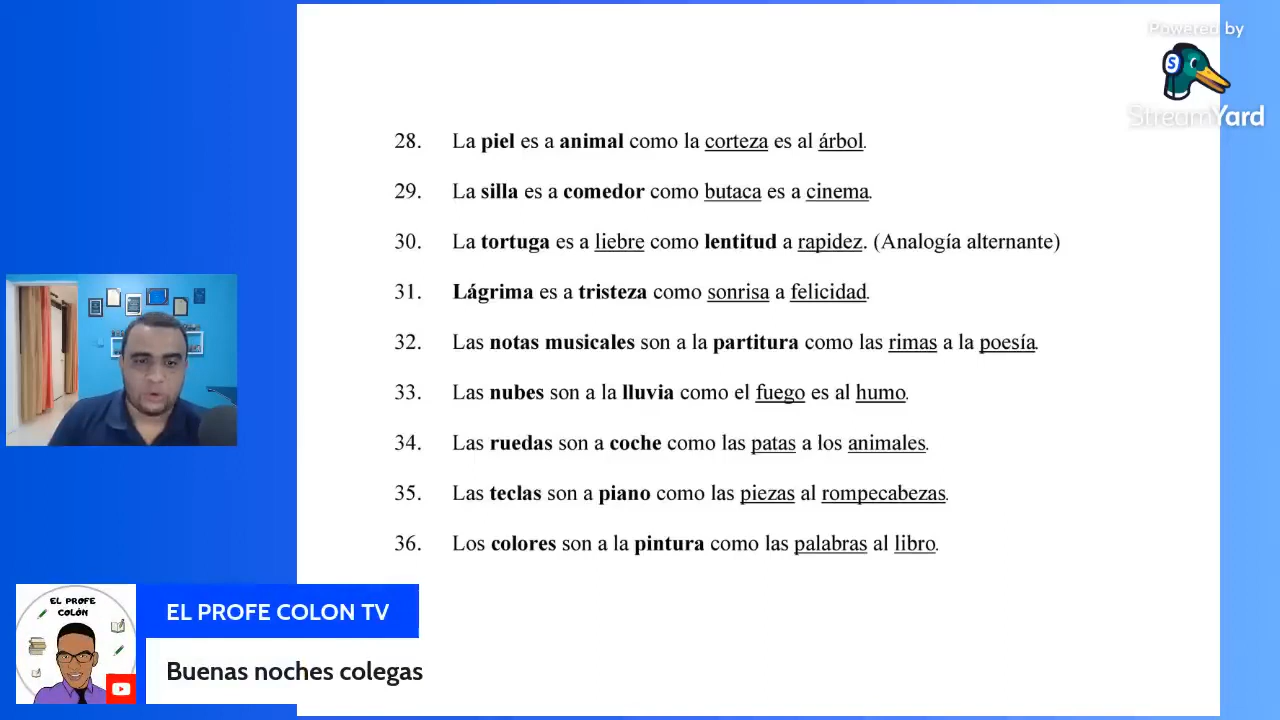 Powered by
StreamYard
28. La piel es a animal como la corteza es al árbol.
29. La silla es a comedor como butaca es a cinema.
30. La tortuga es a liebre como lentitud a rapidez. (Analogía alternante)
31. Lágrima es a tristeza como sonrisa a felicidad.
32. Las notas musicales son a la partitura como las rimas a la poesía.
33. Las nubes son a la lluvia como el fuego es al humo.
34. Las ruedas son a coche como las patas a los animales.
35. Las teclas son a piano como las piezas al rompecabezas.
36. Los colores son a la pintura como las palabras al libro.
EL PROFE
COLÓN
EL PROFE COLON TV
Buenas noches colegas